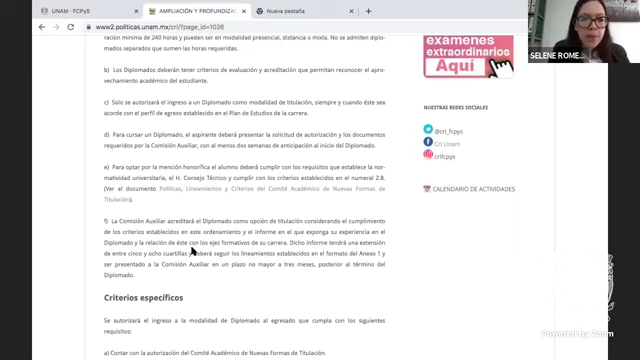 UNAM :: FCPyS
AMPLIACIÓN Y PROFUNDIZAC
Nueva pestaña
www2.politicas.unam.mx/cri/?page_id=1026
ración mínima de 240 horas y pueden ser en modalidad presencial, distancia o mixta. No se admiten diplo-
mados separados que sumen las horas requeridas.
b) Los Diplomados deberán tener criterios de evaluación y acreditación que permitan reconocer el apro-
vechamiento académico del estudiante.
c) Solo se autorizará el ingreso a un Diplomado como modalidad de titulación, siempre y cuando éste sea
acorde con el perfil de egreso establecido en el Plan de Estudios de la carrera.
d) Para cursar un Diplomado, el aspirante deberá presentar la solicitud de autorización y los documentos
requeridos por la Comisión Auxiliar, con al menos dos semanas de anticipación al inicio del Diplomado.
e) Para optar por la mención honorífica el alumno deberá cumplir con los requisitos que establece la nor-
matividad universitaria, el H. Consejo Técnico y cumplir con los criterios establecidos en el numeral 2.8.
(Ver el documento Políticas, Lineamientos y Criterios del Comité Académico de Nuevas Formas de
Titulación).
f) La Comisión Auxiliar acreditará el Diplomado como opción de titulación considerando el cumplimiento
de los criterios establecidos en este ordenamiento y el informe en el que exponga su experiencia en el
Diplomado y la relación de éste con los ejes formativos de su carrera. Dicho informe tendrá una extensión
de entre cinco y ocho cuartillas y deberá seguir los lineamientos establecidos en el formato del Anexo 1 y
ser presentado a la Comisión Auxiliar en un plazo no mayor a tres meses, posterior al término del
Diplomado.
Criterios específicos
Se autorizará el ingreso a la modalidad de Diplomado al egresado que cumpla con los siguientes
requisitos:
a) Contar con la autorización del Comité Académico de Nuevas Formas de Titulación.
exámenes
extraordinarios
Aquí
NUESTRAS REDES SOCIALES
@cri_fcpys
Cri Unam
crifcpys
CALENDARIO DE ACTIVIDADES
SELENE ROME...
Powered by Zoom